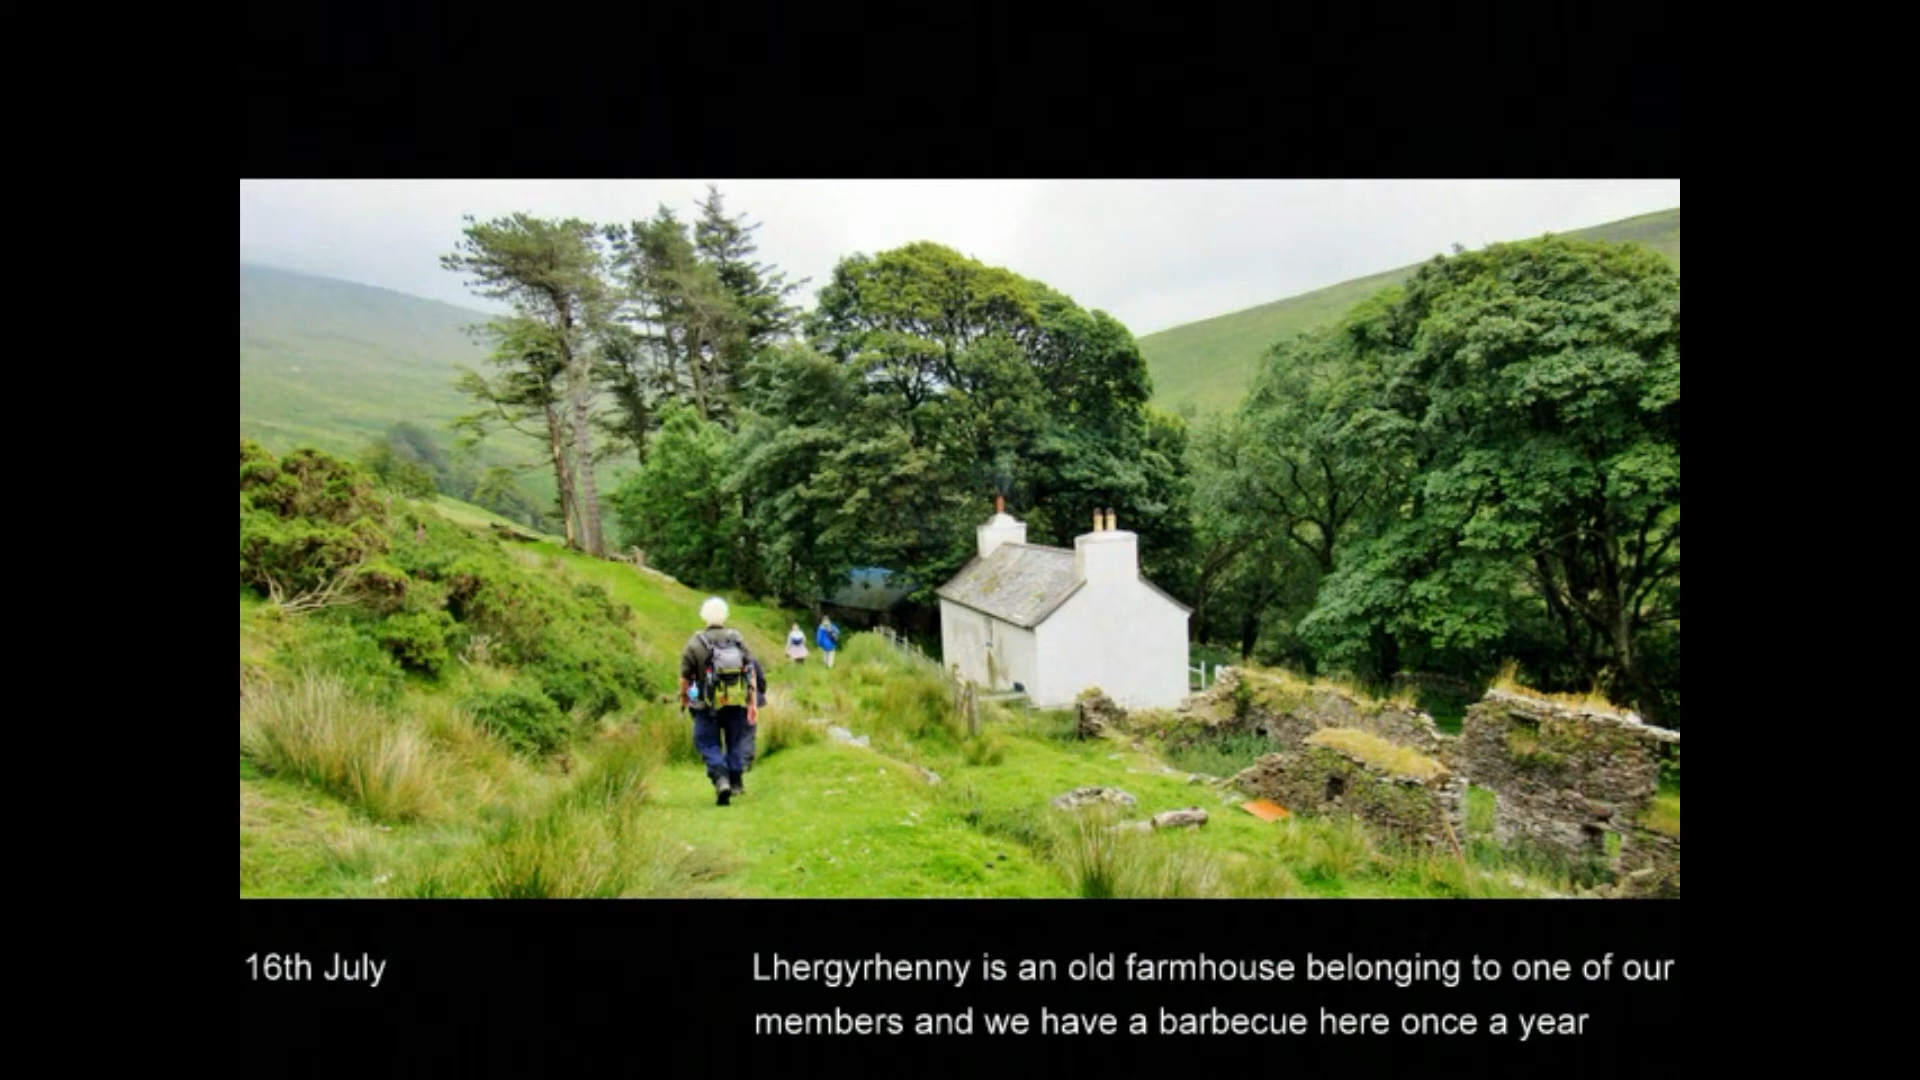 16th July
Lhergyrhenny is an old farmhouse belonging to one of our
members and we have a barbecue here once a year